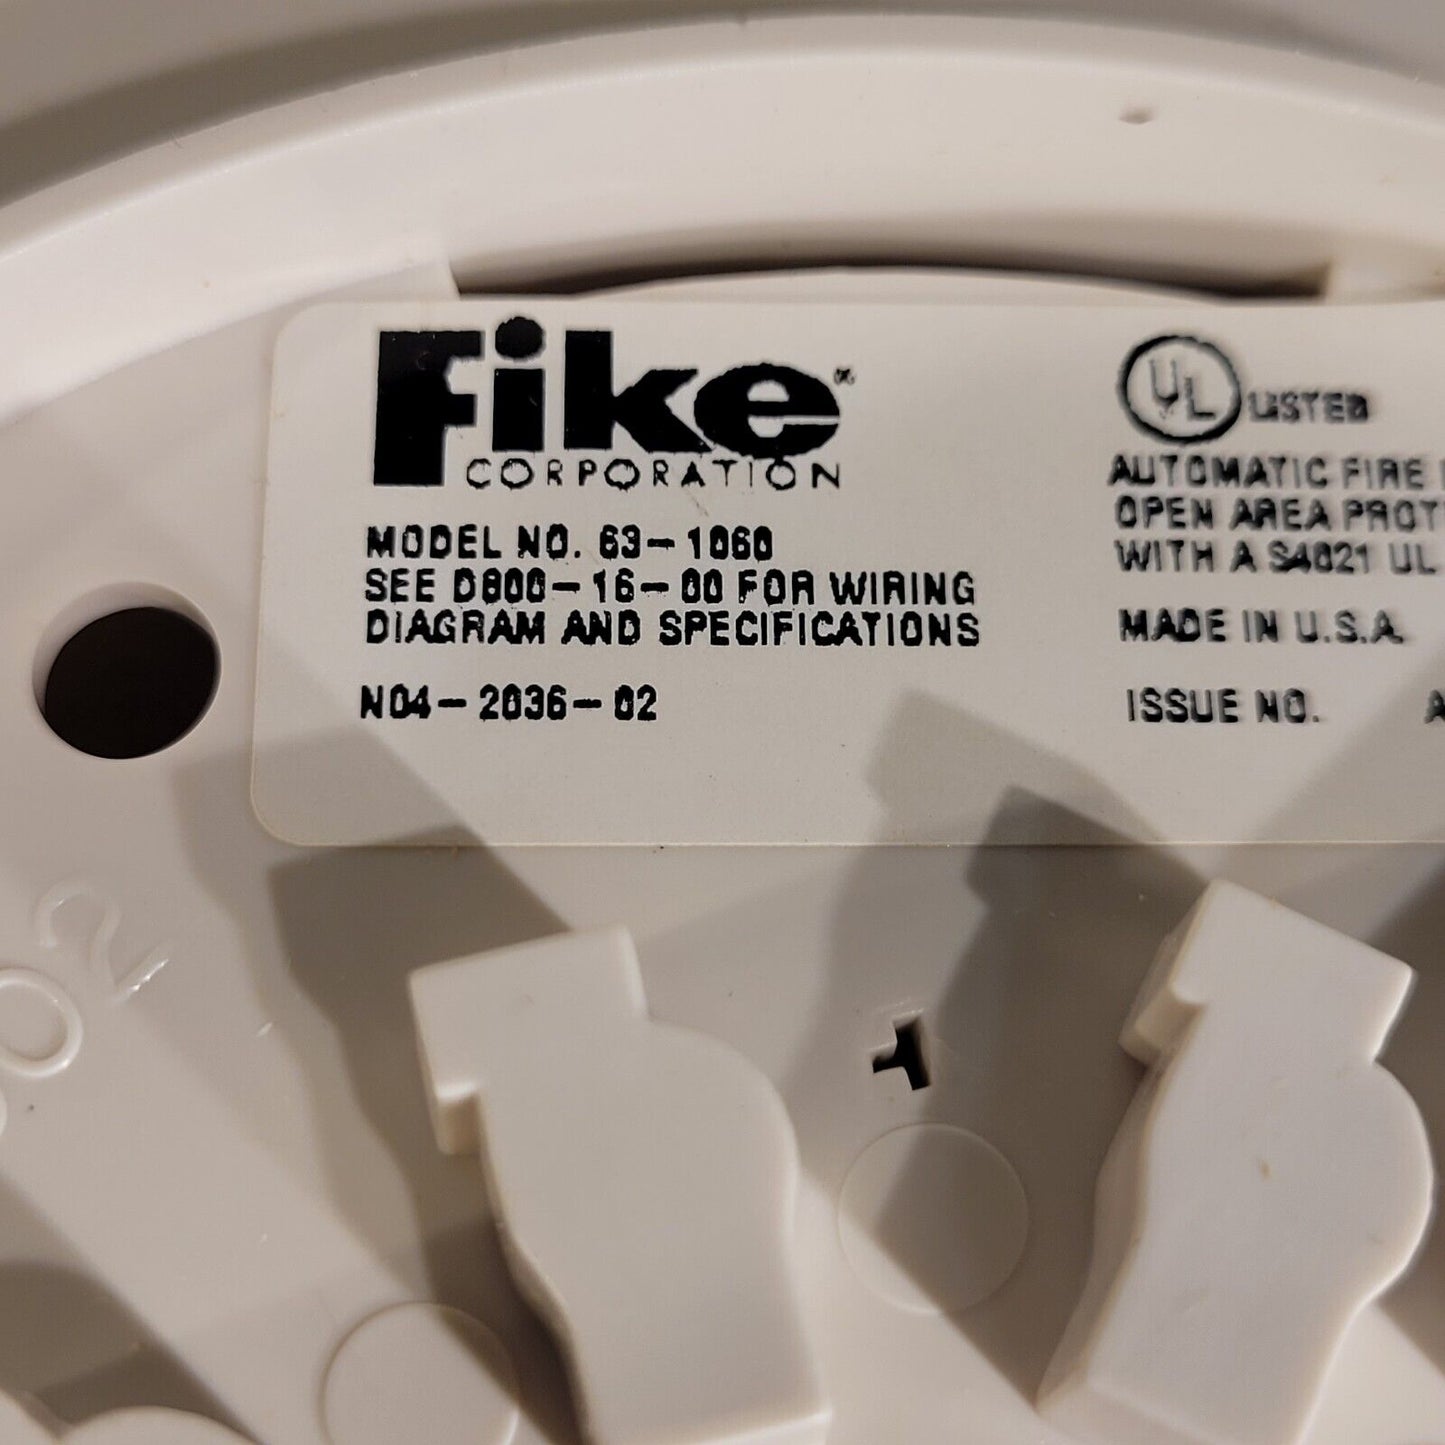 Fike®
CORPORATION
MODEL NO. 63-1060
SEE D800-16-00 FOR WIRING
DIAGRAM AND SPECIFICATIONS
N04-2036-02
UL LISTED
AUTOMATIC FIRE
OPEN AREA PROT
WITH A S4021 UL
MADE IN U.S.A.
ISSUE NO. A
02